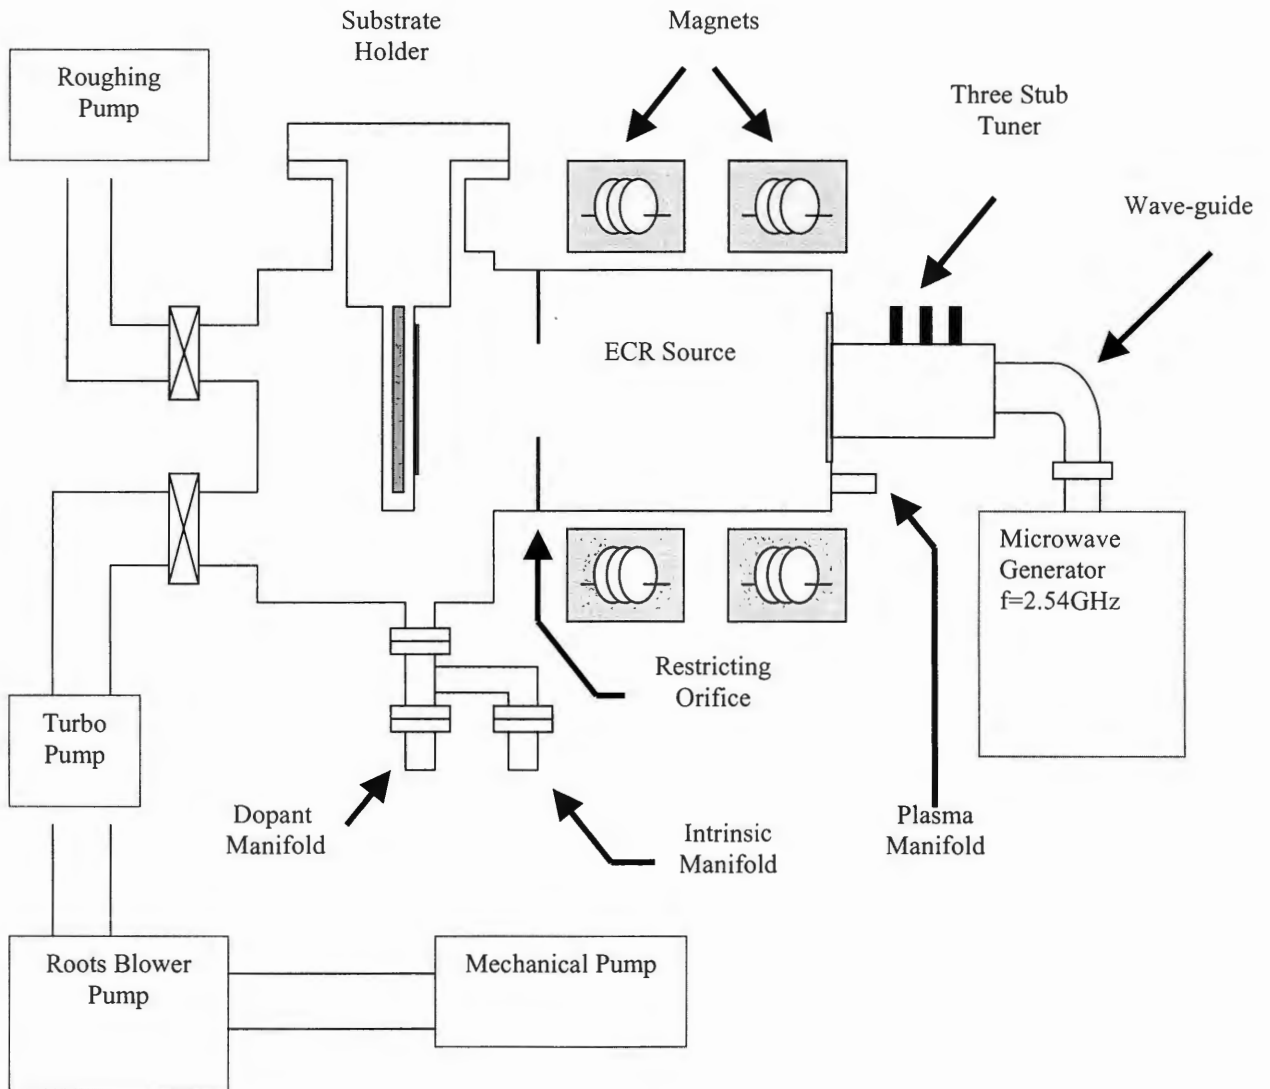 Substrate
Holder
Magnets
Roughing
Pump
Three Stub
Tuner
Wave-guide
ECR Source
Microwave
Generator
f=2.54GHz
Restricting
Orifice
Turbo
Pump
Dopant
Manifold
Intrinsic
Manifold
Plasma
Manifold
Roots Blower
Pump
Mechanical Pump